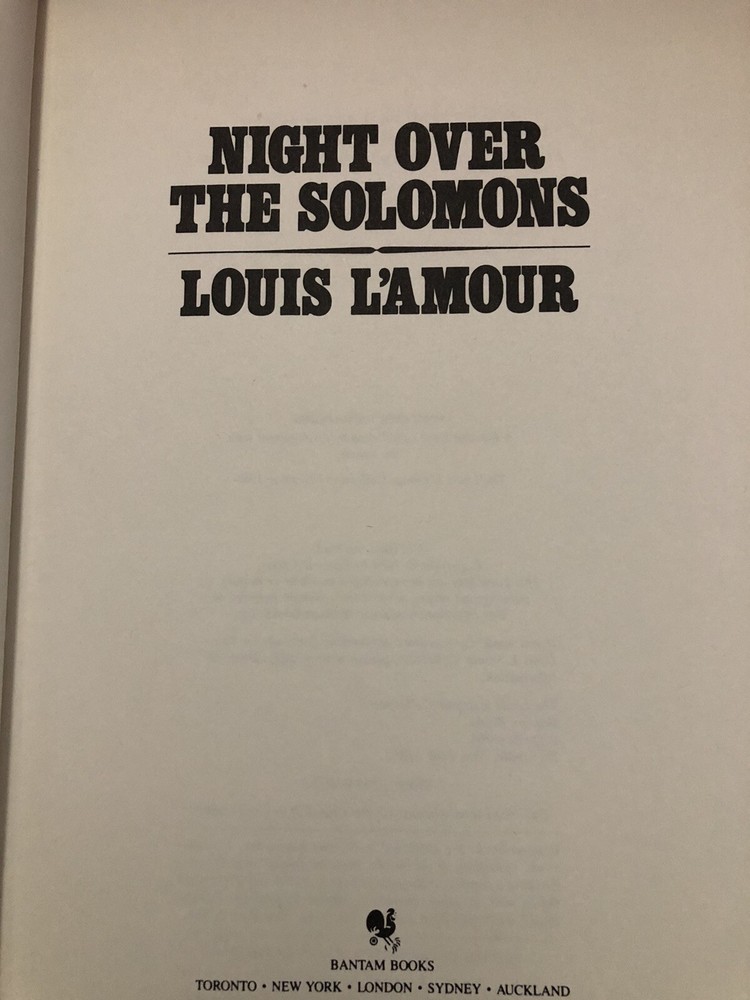 NIGHT OVER
THE SOLOMONS
LOUIS L'AMOUR
BANTAM BOOKS
TORONTO • NEW YORK • LONDON • SYDNEY • AUCKLAND